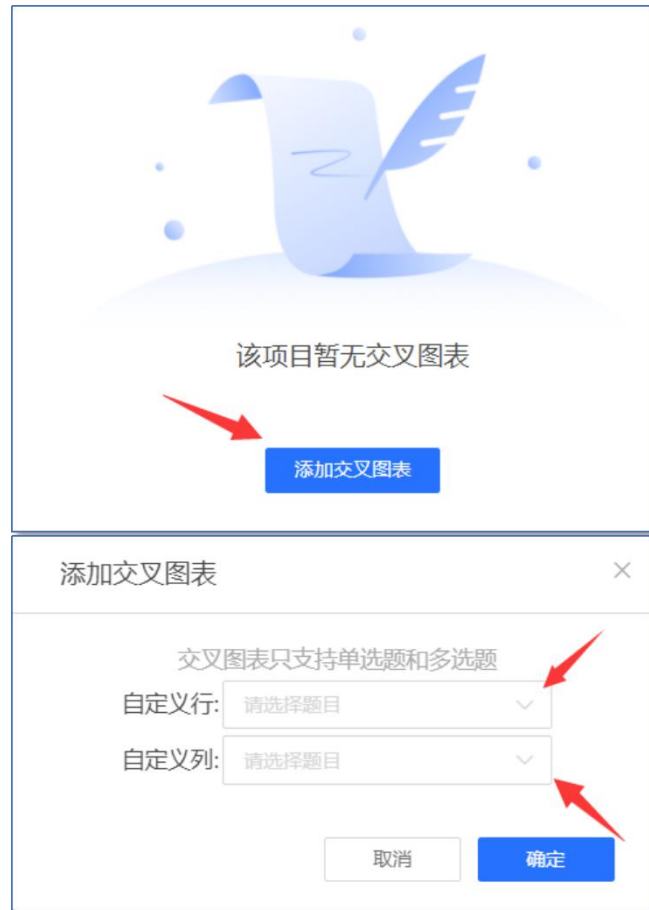 该项目暂无交叉图表
添加交叉图表
添加交叉图表
交叉图表只支持单选题和多选题
自定义行: 请选择题目
自定义列: 请选择题目
取消 确定